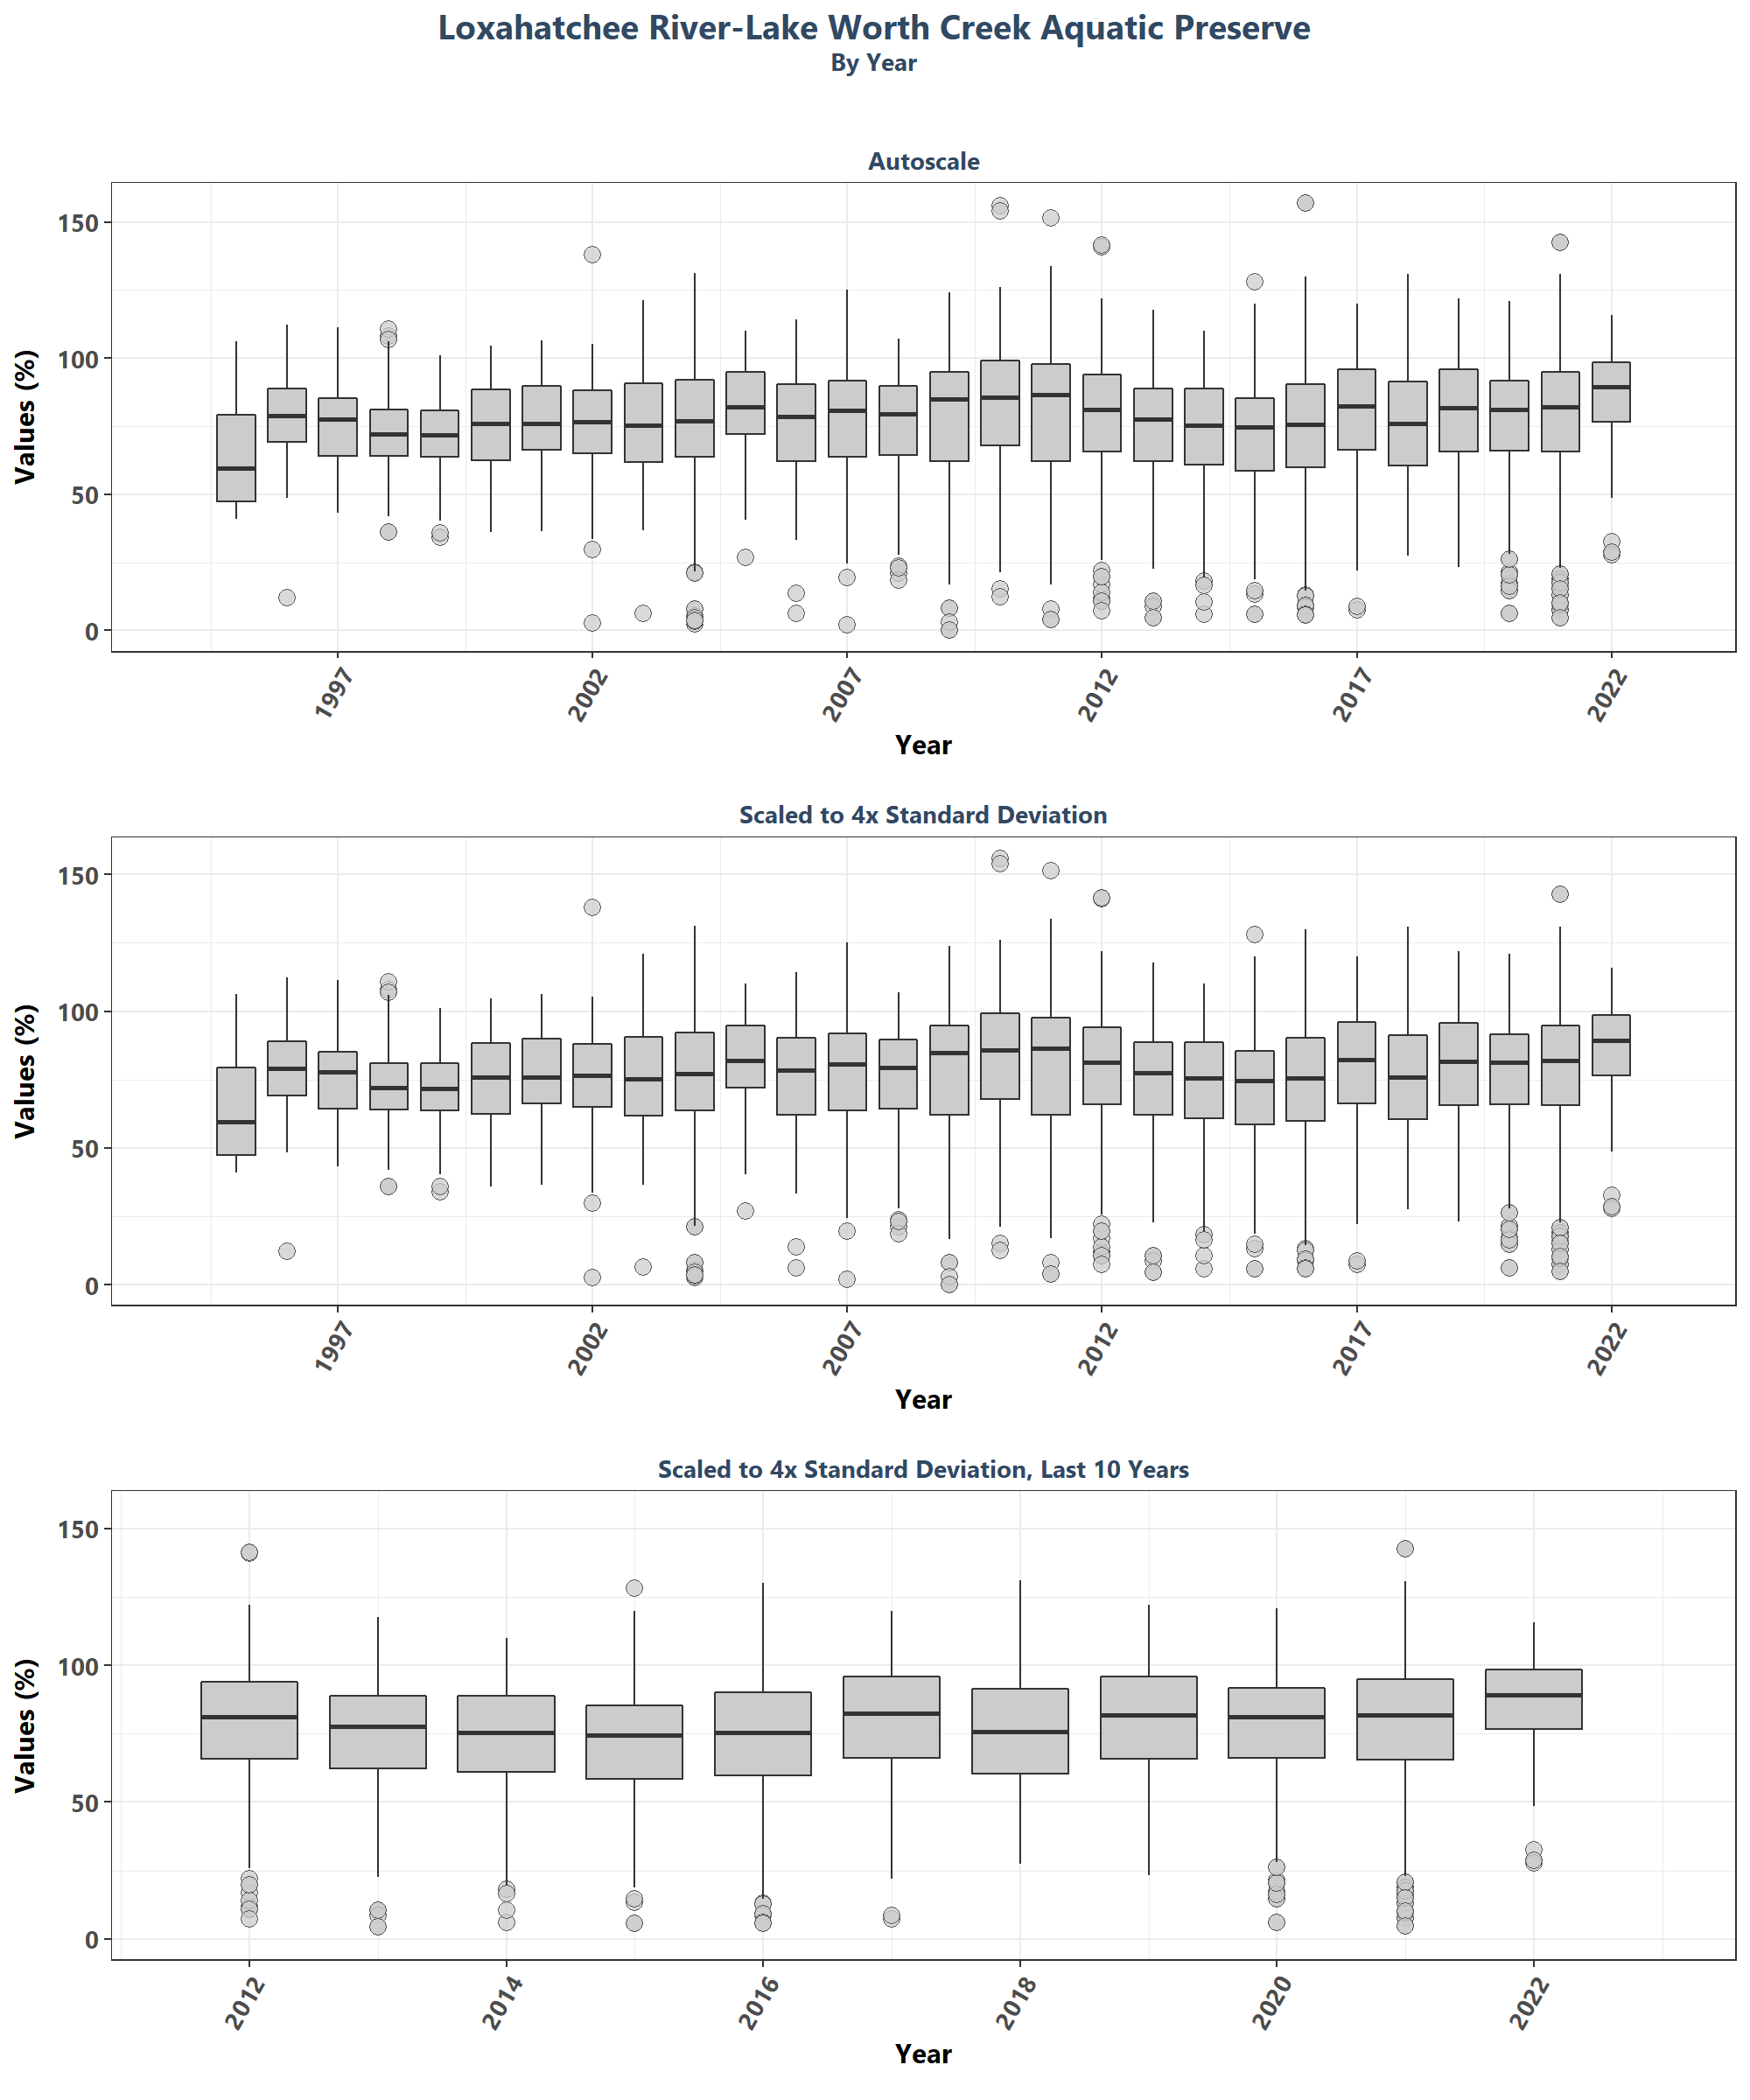 Loxahatchee River-Lake Worth Creek Aquatic Preserve
By Year
Autoscale
Values (%)
150
100
50
0
1997
2002
2007
2012
2017
2022
Year
Scaled to 4x Standard Deviation
Values (%)
150
100
50
0
1997
2002
2007
2012
2017
2022
Year
Scaled to 4x Standard Deviation, Last 10 Years
Values (%)
150
100
50
0
2012
2014
2016
2018
2020
2022
Year